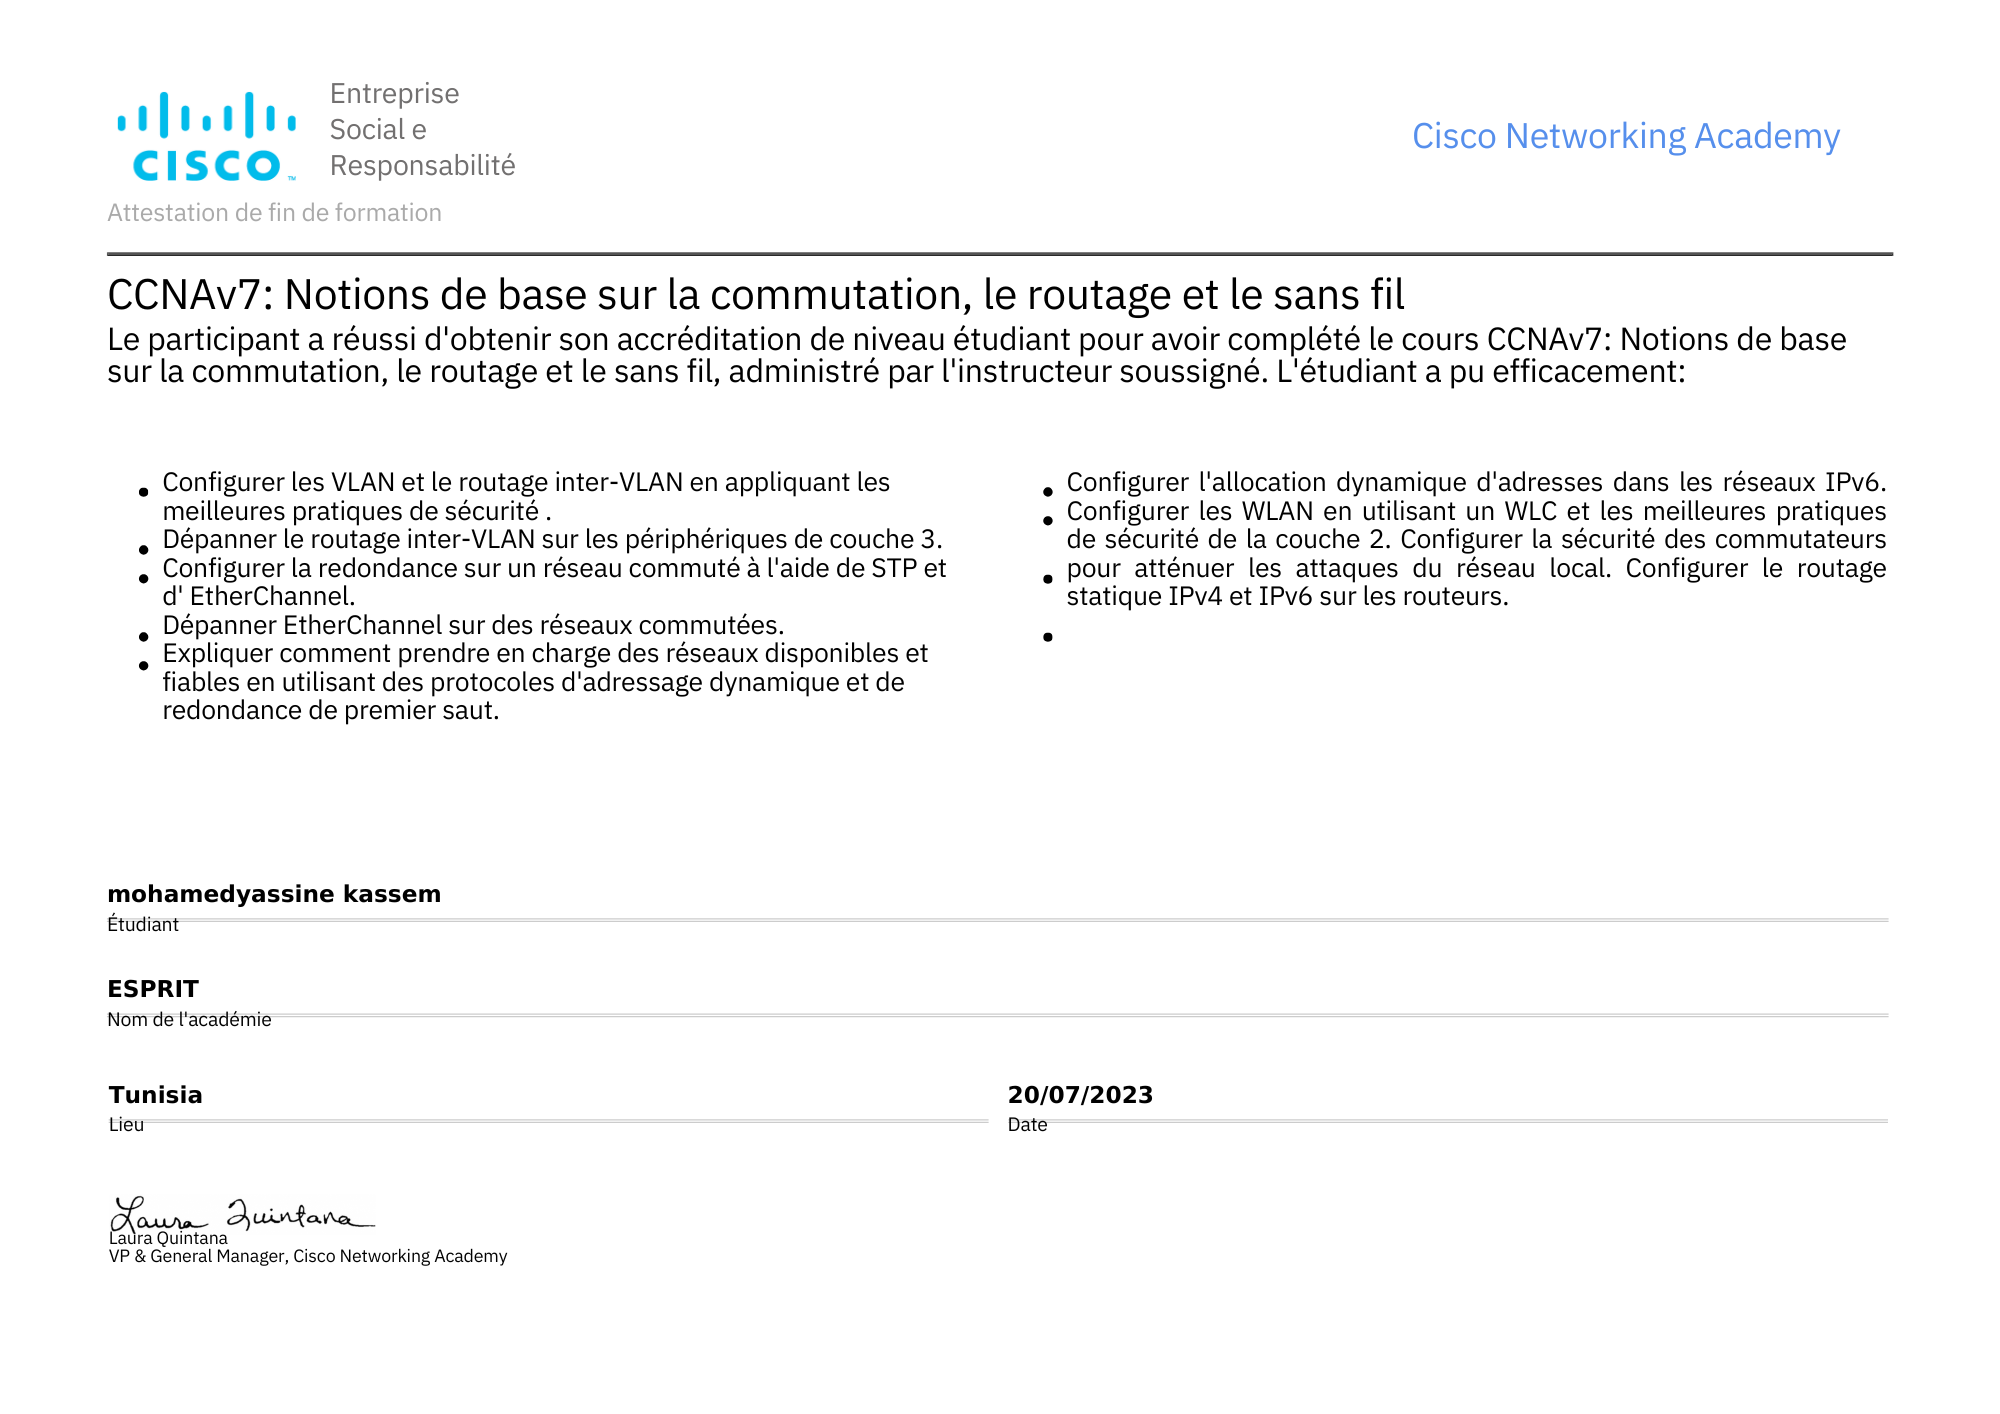 CISCO
Entreprise
Social e
Responsabilité
Cisco Networking Academy
Attestation de fin de formation
CCNAv7: Notions de base sur la commutation, le routage et le sans fil
Le participant a réussi d'obtenir son accréditation de niveau étudiant pour avoir complété le cours CCNAv7: Notions de base
sur la commutation, le routage et le sans fil, administré par l'instructeur soussigné. L'étudiant a pu efficacement:
• Configurer les VLAN et le routage inter-VLAN en appliquant les
meilleures pratiques de sécurité .
• Dépanner le routage inter-VLAN sur les périphériques de couche 3.
• Configurer la redondance sur un réseau commuté à l'aide de STP et
d' EtherChannel.
• Dépanner EtherChannel sur des réseaux commutées.
• Expliquer comment prendre en charge des réseaux disponibles et
fiables en utilisant des protocoles d'adressage dynamique et de
redondance de premier saut.
• Configurer l'allocation dynamique d'adresses dans les réseaux IPv6.
• Configurer les WLAN en utilisant un WLC et les meilleures pratiques
de sécurité de la couche 2. Configurer la sécurité des commutateurs
• pour atténuer les attaques du réseau local. Configurer le routage
statique IPv4 et IPv6 sur les routeurs.
•
mohamedyassine kassem
Étudiant
ESPRIT
Nom de l'académie
Tunisia
Lieu
20/07/2023
Date
Laura Quintana
Laura Quintana
VP & General Manager, Cisco Networking Academy